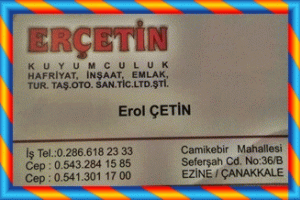 ERÇETİN
KUYUMCULUK
HAFRİYAT, İNŞAAT, EMLAK,
TUR. TAŞ.OTO. SAN.TİC.LTD.ŞTİ.
Erol ÇETİN
İş Tel.:0.286.618 23 33
Cep : 0.543.284 15 85
Cep : 0.541.301 17 00
Camikebir Mahallesi
Seferşah Cd. No:36/B
EZİNE / ÇANAKKALE